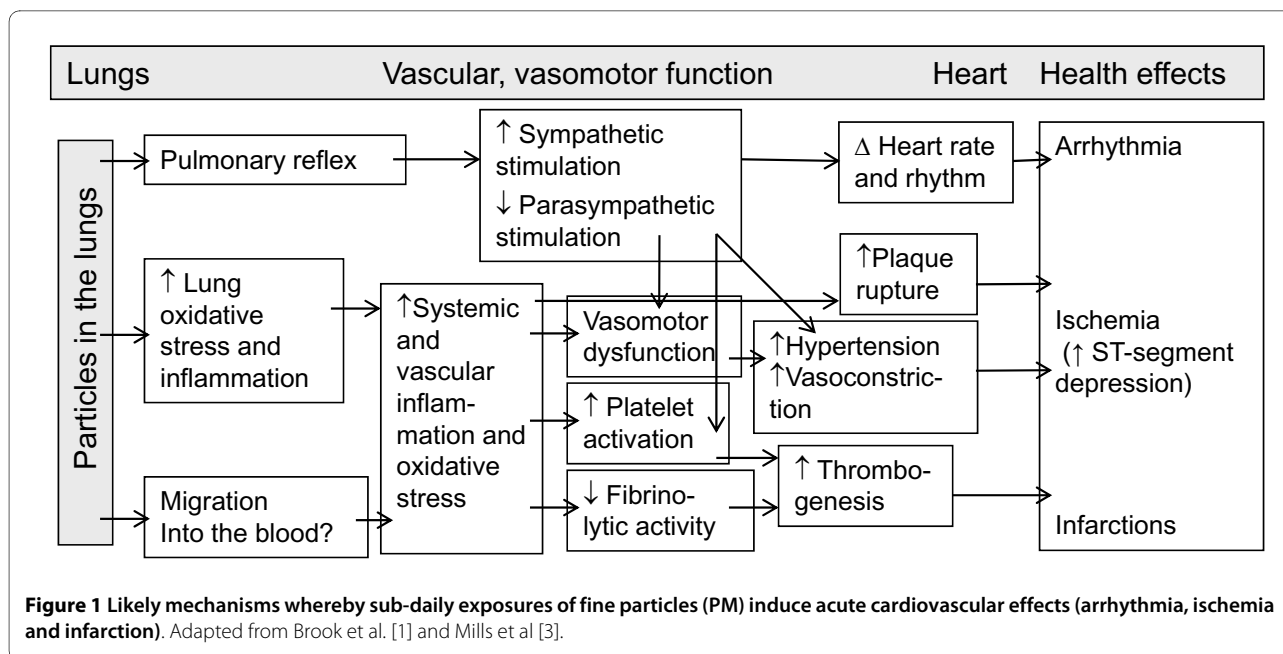 Lungs
Vascular, vasomotor function
Heart
Health effects
Particles in the lungs
Pulmonary reflex
↑ Sympathetic
stimulation
↓ Parasympathetic
stimulation
Δ Heart rate
and rhythm
Arrhythmia
↑ Lung
oxidative
stress and
inflammation
↑Systemic
and
vascular
inflam-
mation and
oxidative
stress
Vasomotor
dysfunction
↑Plaque
rupture
↑Hypertension
↑Vasoconstric-
tion
Ischemia
(↑ ST-segment
depression)
↑ Platelet
activation
Migration
Into the blood?
↓ Fibrino-
lytic activity
↑ Thrombo-
genesis
Infarctions
Figure 1 Likely mechanisms whereby sub-daily exposures of fine particles (PM) induce acute cardiovascular effects (arrhythmia, ischemia
and infarction). Adapted from Brook et al. [1] and Mills et al [3].